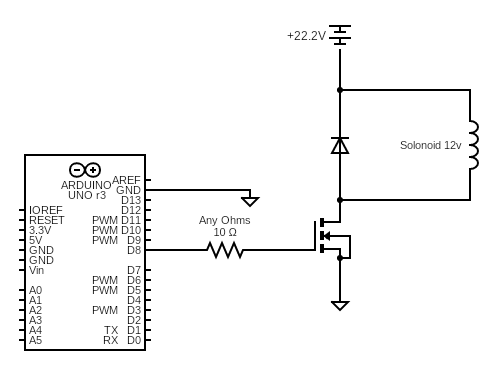 +22.2V
Solonoid 12v
Any Ohms
10 Ω
ARDUINO
UNO r3
AREF
GND
D13
IOREF D12
RESET PWM D11
3.3V PWM D10
5V PWM D9
GND D8
GND
Vin D7
PWM D6
A0 PWM D5
A1 D4
A2 PWM D3
A3 D2
A4 TX D1
A5 RX D0